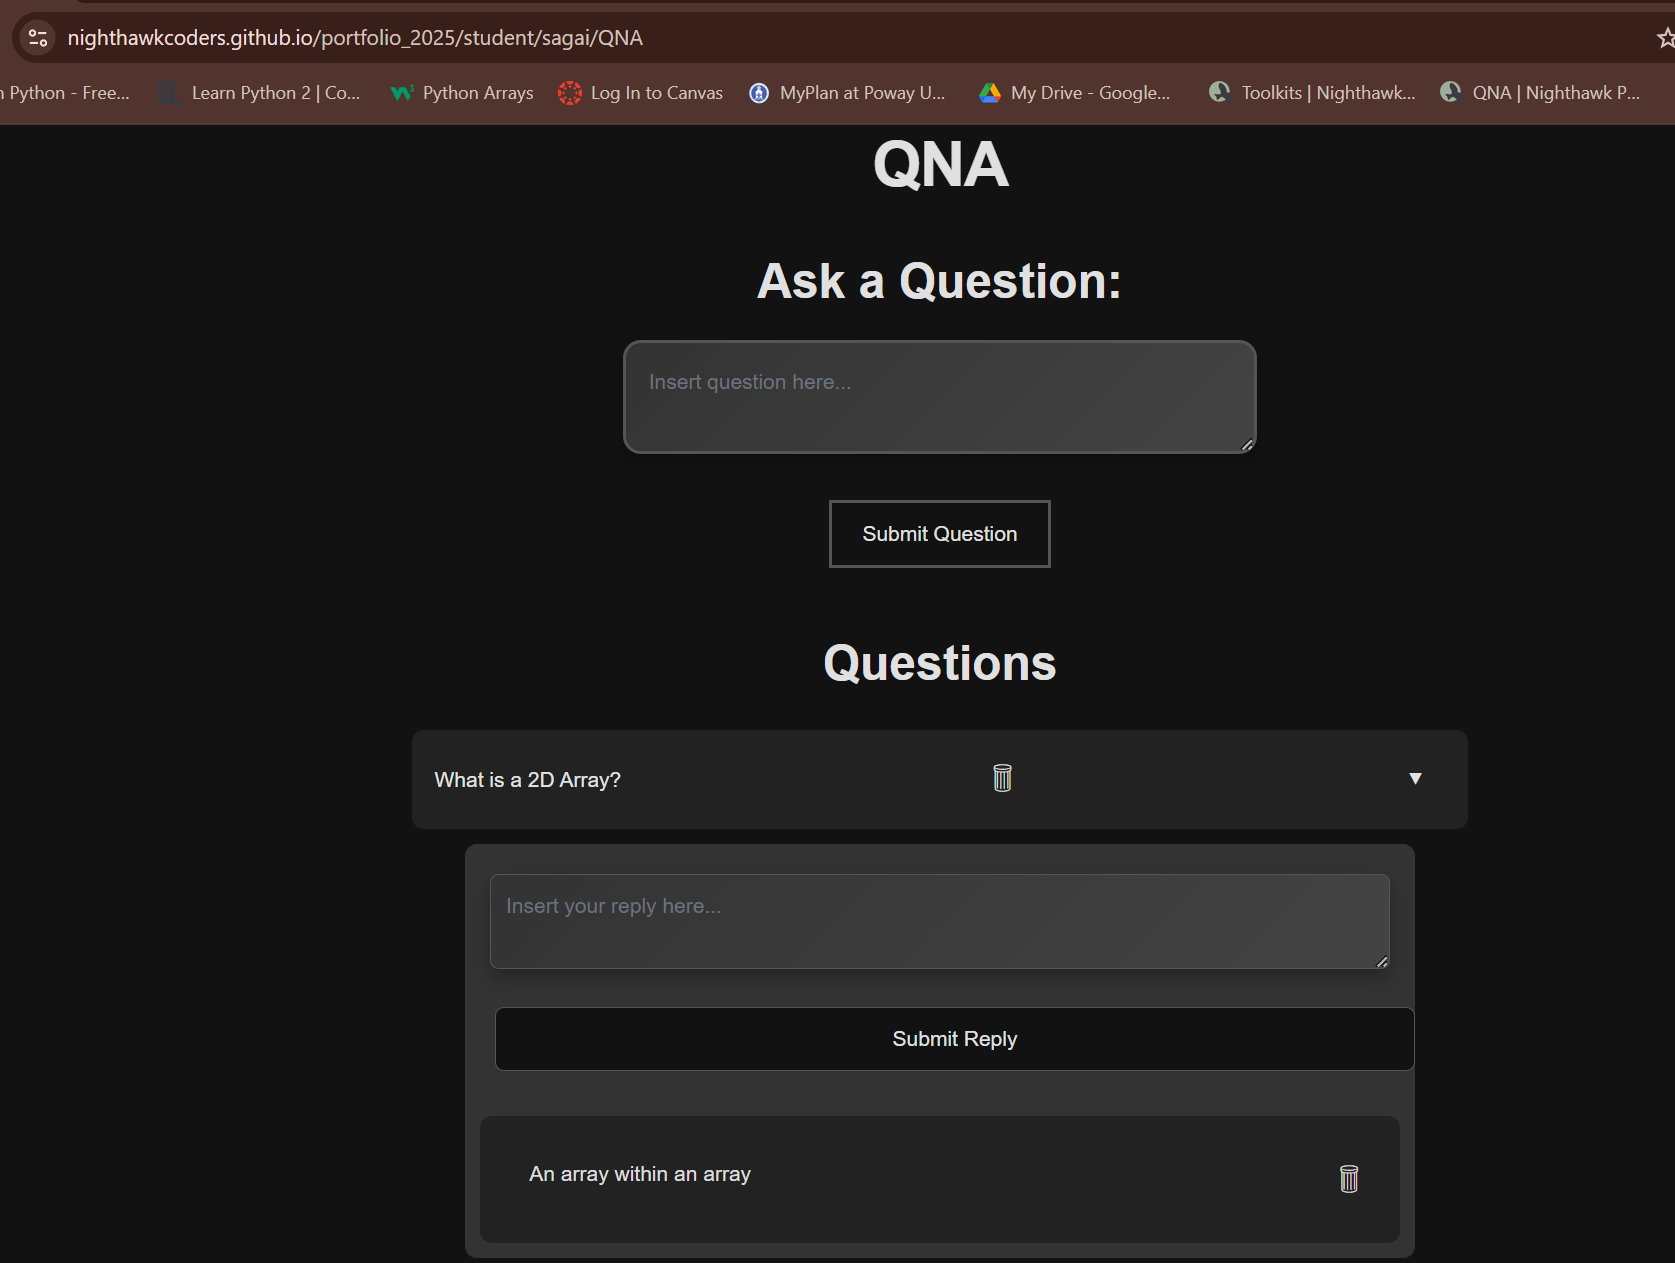 nighthawkcoders.github.io/portfolio_2025/student/sagai/QNA
n Python - Free... Learn Python 2 | Co... Python Arrays Log In to Canvas MyPlan at Poway U... My Drive - Google... Toolkits | Nighthawk... QNA | Nighthawk P...
QNA
Ask a Question:
Insert question here...
Submit Question
Questions
What is a 2D Array?
Insert your reply here...
Submit Reply
An array within an array